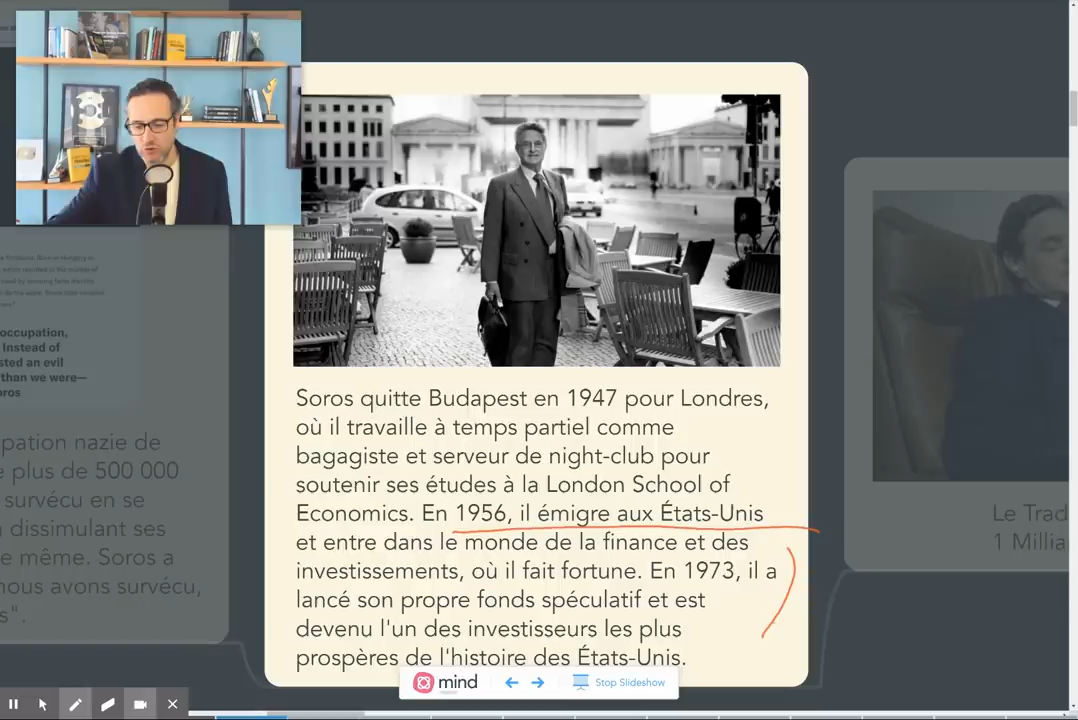 occupation,
Instead of
sted an evil
than we were—
oros
pation nazie de
e plus de 500 000
survécu en se
dissimulant ses
e même. Soros a
nous avons survécu,
s".
Soros quitte Budapest en 1947 pour Londres,
où il travaille à temps partiel comme
bagagiste et serveur de night-club pour
soutenir ses études à la London School of
Economics. En 1956, il émigre aux États-Unis
et entre dans le monde de la finance et des
investissements, où il fait fortune. En 1973, il a
lancé son propre fonds spéculatif et est
devenu l'un des investisseurs les plus
prospères de l'histoire des États-Unis.
Le Trad
1 Millia
mind
Stop Slideshow